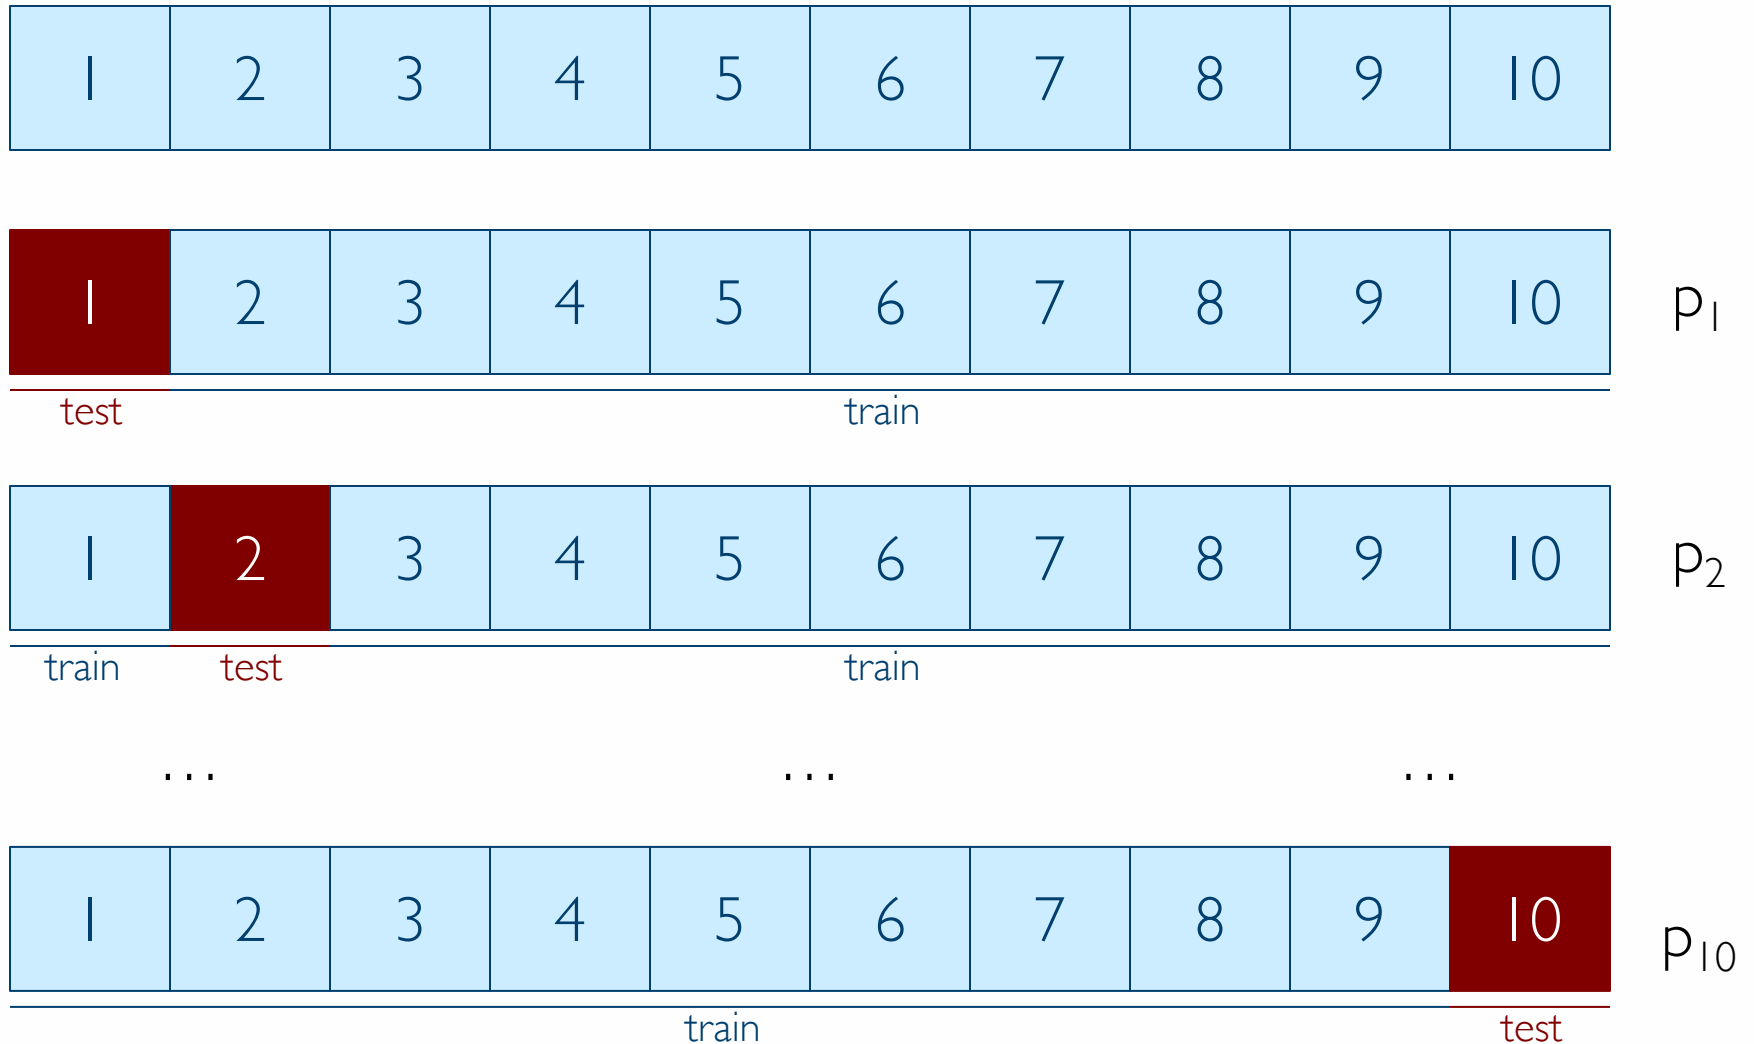 1 2 3 4 5 6 7 8 9 10
1 2 3 4 5 6 7 8 9 10 p1
test train
1 2 3 4 5 6 7 8 9 10 p2
train test train
... ... ...
1 2 3 4 5 6 7 8 9 10 p10
train test